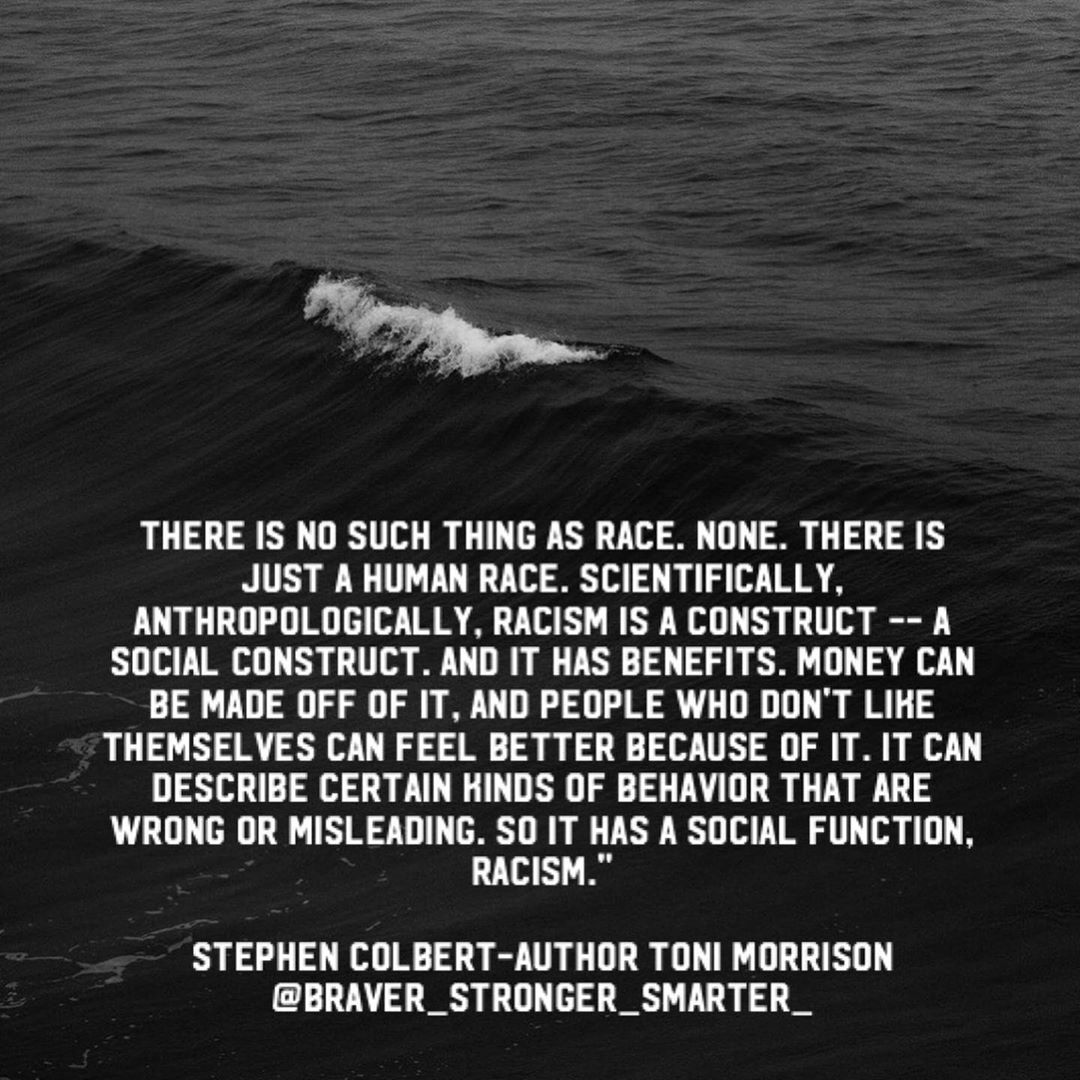 THERE IS NO SUCH THING AS RACE. NONE. THERE IS
JUST A HUMAN RACE. SCIENTIFICALLY,
ANTHROPOLOGICALLY, RACISM IS A CONSTRUCT -- A
SOCIAL CONSTRUCT. AND IT HAS BENEFITS. MONEY CAN
BE MADE OFF OF IT, AND PEOPLE WHO DON'T LIKE
THEMSELVES CAN FEEL BETTER BECAUSE OF IT. IT CAN
DESCRIBE CERTAIN KINDS OF BEHAVIOR THAT ARE
WRONG OR MISLEADING. SO IT HAS A SOCIAL FUNCTION,
RACISM."
STEPHEN COLBERT-AUTHOR TONI MORRISON
@BRAVER_STRONGER_SMARTER_